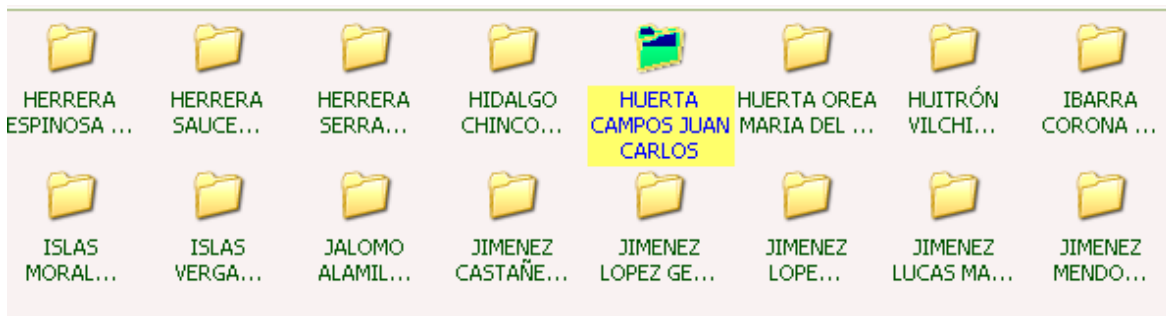 HERRERA ESPINOSA ...
HERRERA SAUCE...
HERRERA SERRA...
HIDALGO CHINCO...
HUERTA CAMPOS JUAN CARLOS
HUERTA OREA MARIA DEL ...
HUITRÓN VILCHI...
IBARRA CORONA ...
ISLAS MORAL...
ISLAS VERGA...
JALOMO ALAMIL...
JIMENEZ CASTAÑE...
JIMENEZ LOPEZ GE...
JIMENEZ LOPE...
JIMENEZ LUCAS MA...
JIMENEZ MENDO...